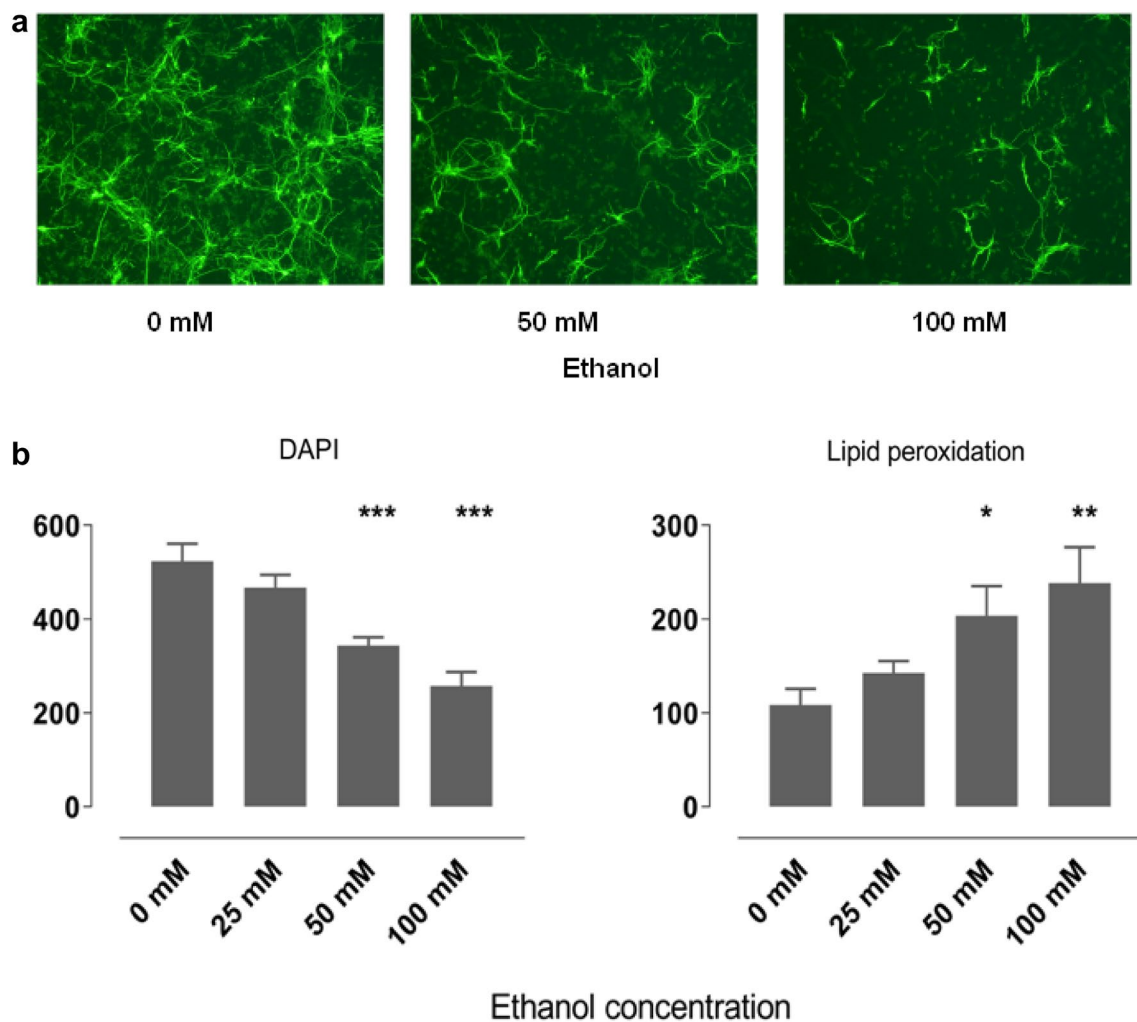 a
0 mM 50 mM 100 mM
Ethanol
b
DAPI
600
400
200
0
***
***
0 mM
25 mM
50 mM
100 mM
Lipid peroxidation
300
200
100
0
*
**
0 mM
25 mM
50 mM
100 mM
Ethanol concentration